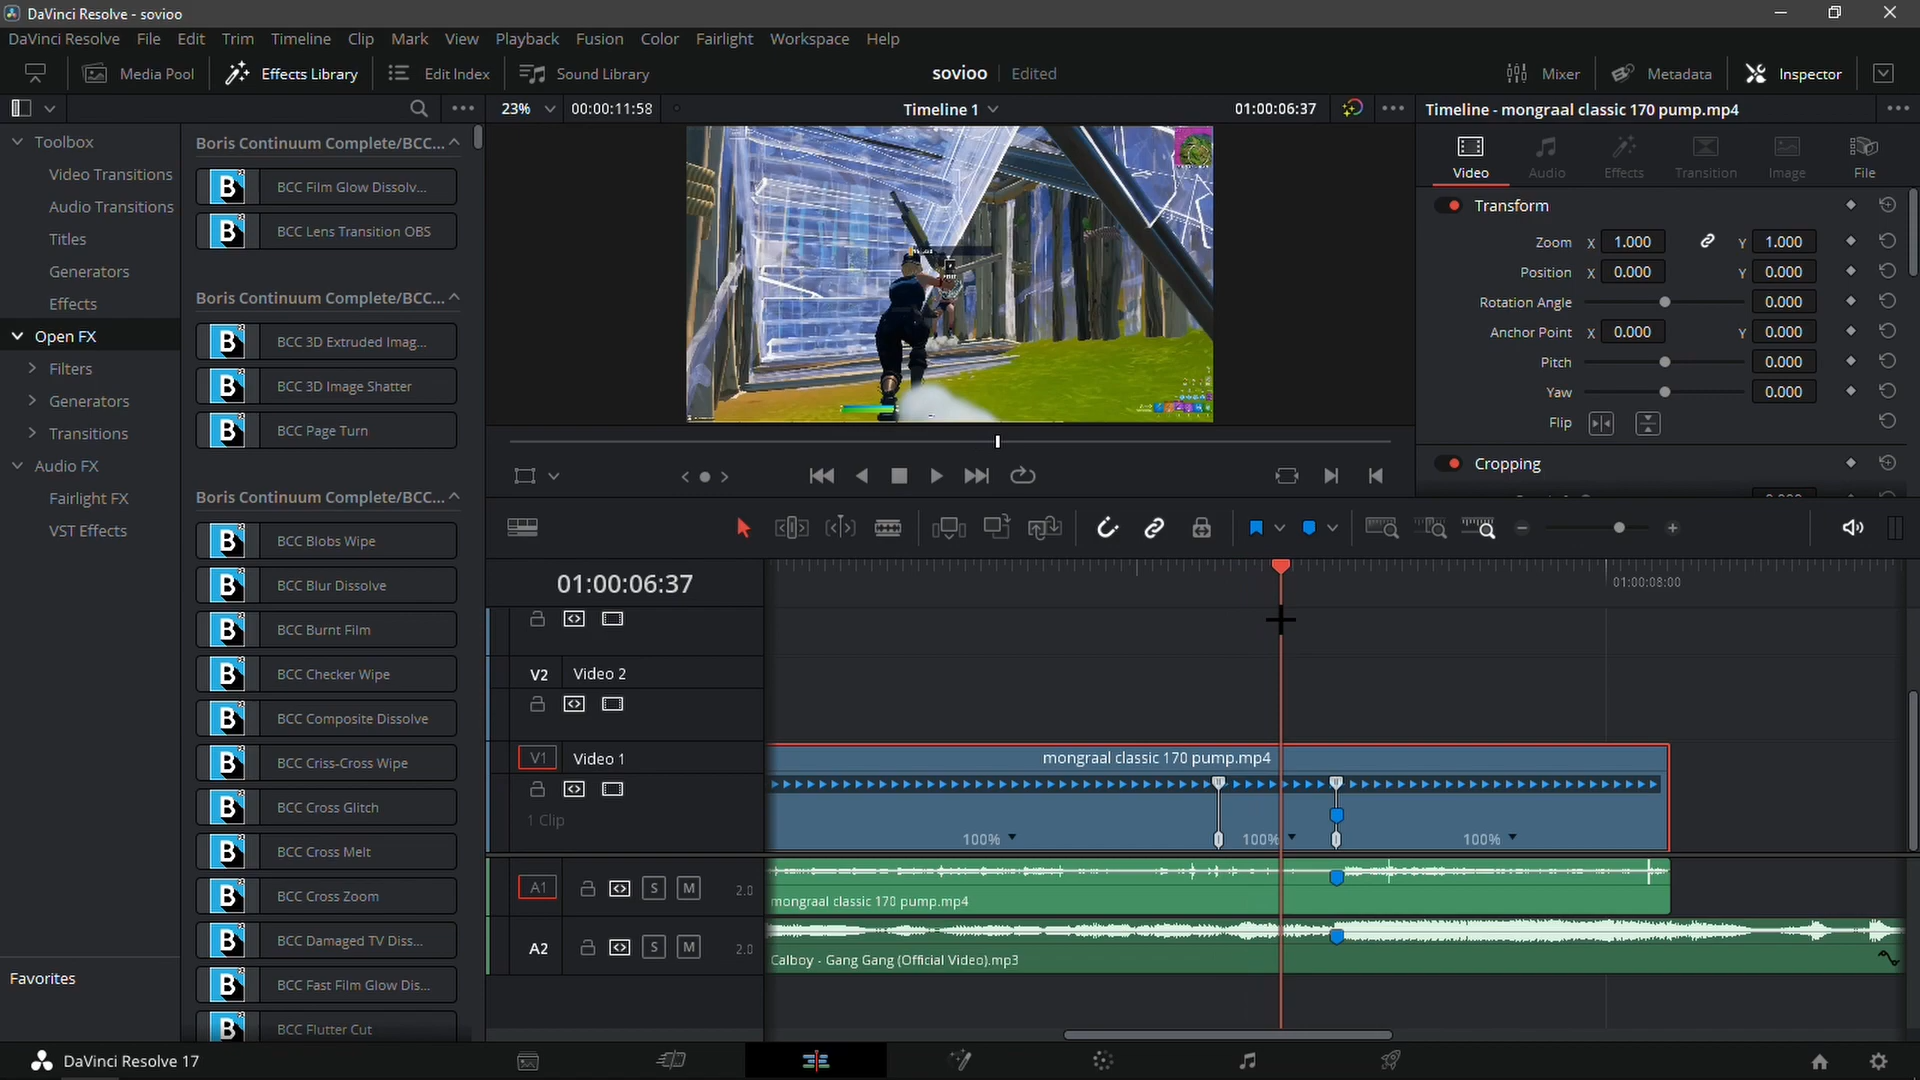 DaVinci Resolve - sovioo
DaVinci Resolve File Edit Trim Timeline Clip Mark View Playback Fusion Color Fairlight Workspace Help
Media Pool Effects Library Edit Index Sound Library sovioo Edited Mixer Metadata Inspector
23% 00:00:11:58 Timeline 1 01:00:06:37 Timeline - mongraal classic 170 pump.mp4
Toolbox
Video Transitions
Audio Transitions
Titles
Generators
Effects
Open FX
Filters
Generators
Transitions
Audio FX
Fairlight FX
VST Effects
Favorites
Boris Continuum Complete/BCC...
BCC Film Glow Dissolv...
BCC Lens Transition OBS
Boris Continuum Complete/BCC...
BCC 3D Extruded Imag...
BCC 3D Image Shatter
BCC Page Turn
Boris Continuum Complete/BCC...
BCC Blobs Wipe
BCC Blur Dissolve
BCC Burnt Film
BCC Checker Wipe
BCC Composite Dissolve
BCC Criss-Cross Wipe
BCC Cross Glitch
BCC Cross Melt
BCC Cross Zoom
BCC Damaged TV Diss...
BCC Fast Film Glow Dis...
BCC Flutter Cut
Video Audio Effects Transition Image File
Transform
Zoom X 1.000 Y 1.000
Position X 0.000 Y 0.000
Rotation Angle 0.000
Anchor Point X 0.000 Y 0.000
Pitch 0.000
Yaw 0.000
Flip
Cropping
01:00:06:37
01:00:08:00
V2 Video 2
V1 Video 1
1 Clip
mongraal classic 170 pump.mp4
100% 100% 100%
A1 S M 2.0
mongraal classic 170 pump.mp4
A2 S M 2.0
Calboy - Gang Gang (Official Video).mp3
DaVinci Resolve 17